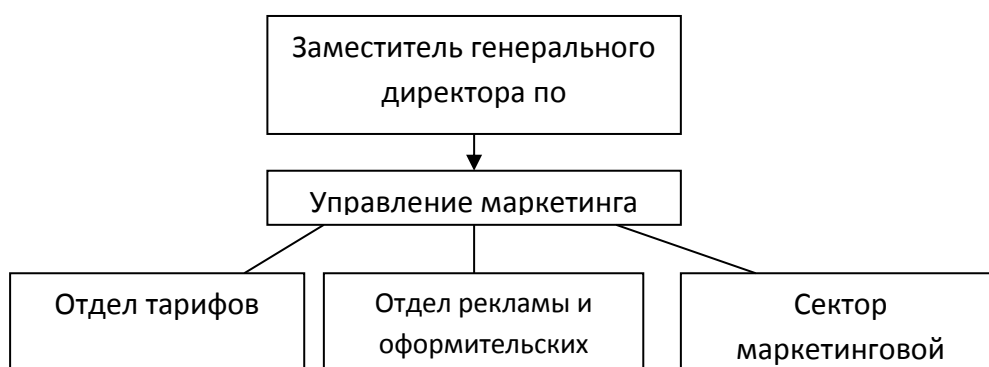 Заместитель генерального
директора по
Управление маркетинга
Отдел тарифов
Отдел рекламы и
оформительских
Сектор
маркетинговой